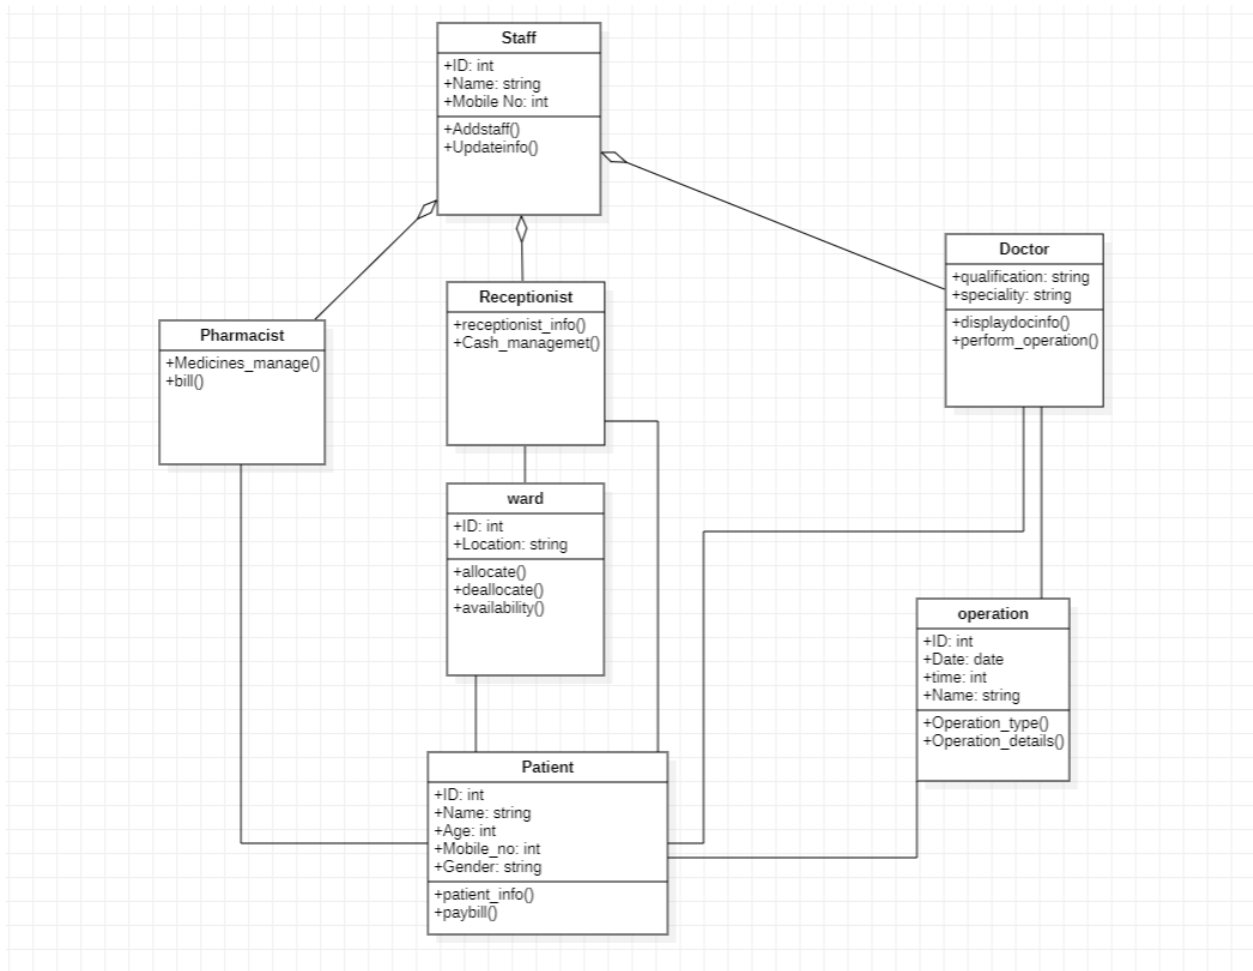 Staff
+ID: int
+Name: string
+Mobile No: int
+Addstaff()
+Updateinfo()
Doctor
+qualification: string
+speciality: string
+displaydocinfo()
+perform_operation()
Receptionist
+receptionist_info()
+Cash_managemet()
Pharmacist
+Medicines_manage()
+bill()
ward
+ID: int
+Location: string
+allocate()
+deallocate()
+availability()
operation
+ID: int
+Date: date
+time: int
+Name: string
+Operation_type()
+Operation_details()
Patient
+ID: int
+Name: string
+Age: int
+Mobile_no: int
+Gender: string
+patient_info()
+paybill()